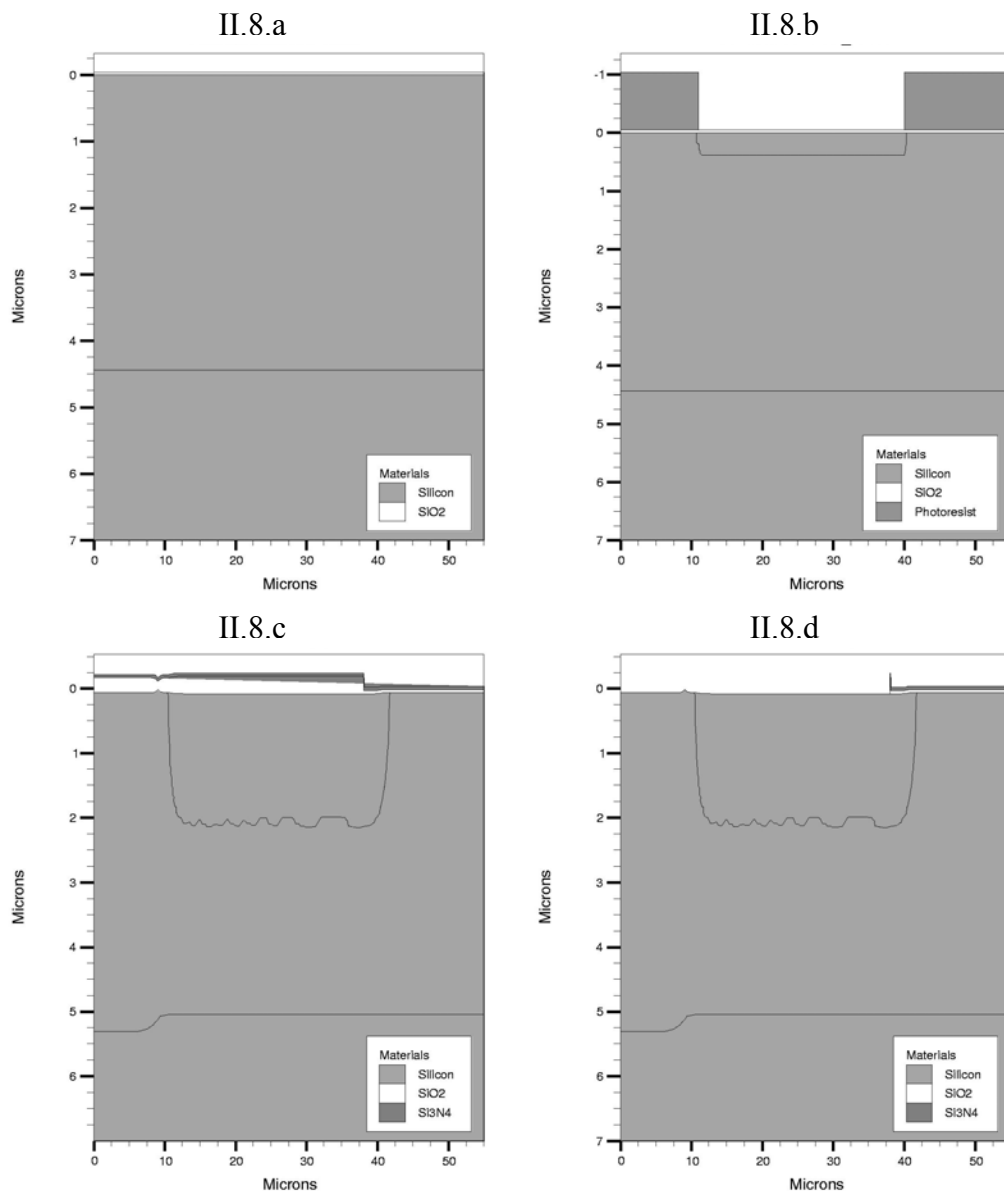 II.8.a
0
1
2
3
4
5
6
7
Microns
0 10 20 30 40 50
Microns
Materials
Silicon
SiO2
II.8.b
-1
0
1
2
3
4
5
6
7
Microns
0 10 20 30 40 50
Microns
Materials
Silicon
SiO2
Photoresist
II.8.c
0
1
2
3
4
5
6
Microns
0 10 20 30 40 50
Microns
Materials
Silicon
SiO2
Si3N4
II.8.d
0
1
2
3
4
5
6
7
Microns
0 10 20 30 40 50
Microns
Materials
Silicon
SiO2
Si3N4